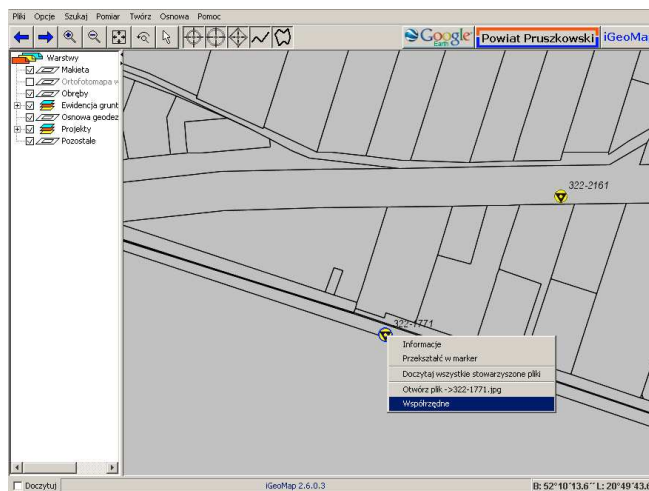 Pliki Opcje Szukaj Pomiar Twórz Osnowa Pomoc
Google Earth
Powiat Pruszkowski
iGeoMa
Warstwy
Makieta
Ortofotomapa w
Obręby
Ewidencja grunt
Osnowa geodez
Projekty
Pozostałe
322-2161
322-1771
Informacje
Przekształć w marker
Doczytaj wszystkie stowarzyszone pliki
Otwórz plik ->322-1771.jpg
Współrzędne
Doczytuj
iGeoMap 2.6.0.3
B: 52°10'13.6'' L: 20°49'43.6